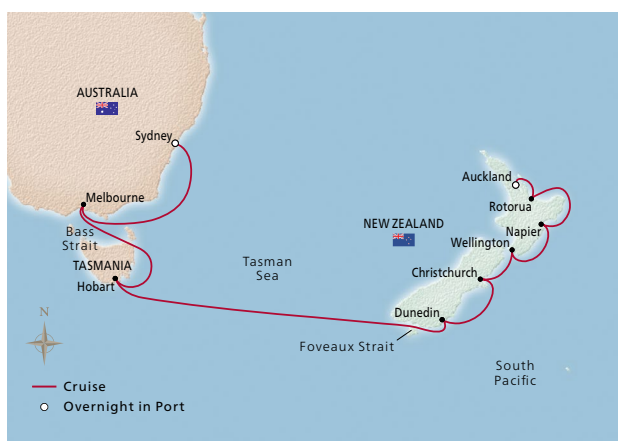 AUSTRALIA
Sydney
Melbourne
Bass
Strait
TASMANIA
Hobart
Tasman
Sea
Auckland
Rotorua
Napier
NEW ZEALAND
Wellington
Christchurch
Dunedin
Foveaux Strait
South
Pacific
N
Cruise
Overnight in Port